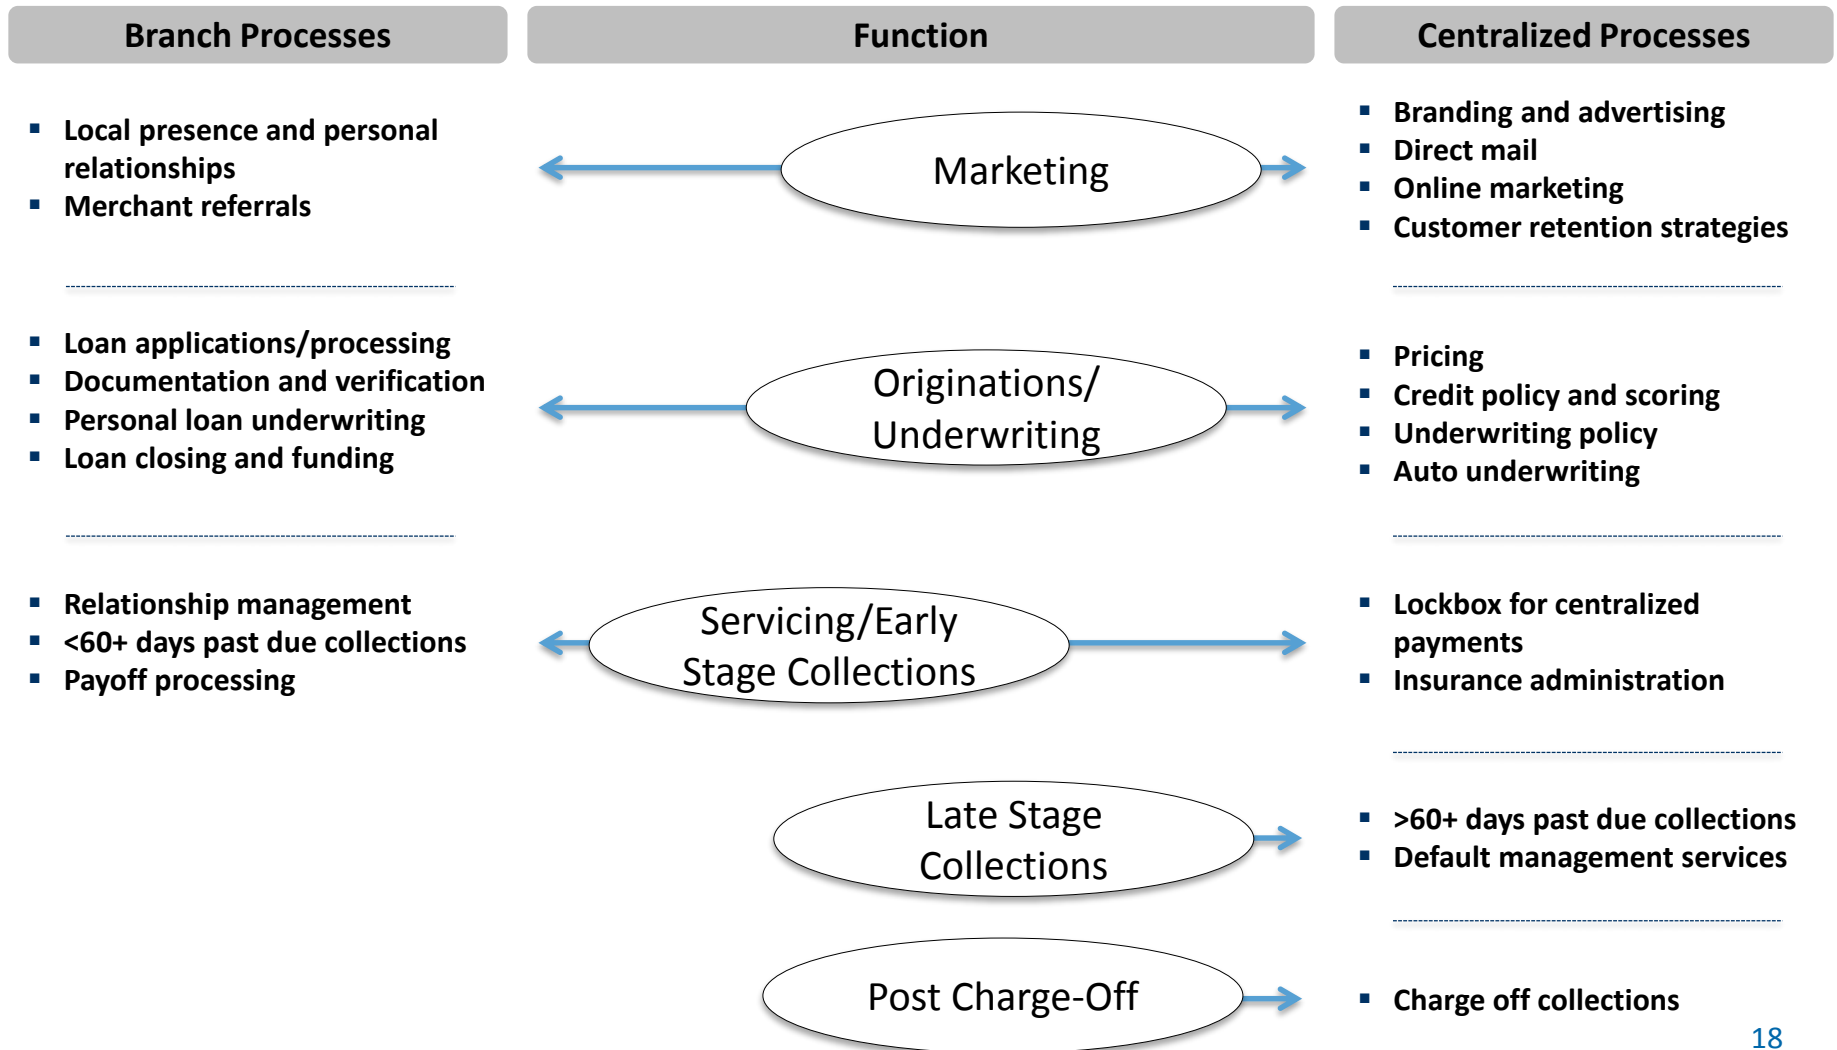 Branch Processes
Function
Centralized Processes
▪ Local presence and personal
relationships
▪ Merchant referrals
Marketing
▪ Branding and advertising
▪ Direct mail
▪ Online marketing
▪ Customer retention strategies
▪ Loan applications/processing
▪ Documentation and verification
▪ Personal loan underwriting
▪ Loan closing and funding
Originations/
Underwriting
▪ Pricing
▪ Credit policy and scoring
▪ Underwriting policy
▪ Auto underwriting
▪ Relationship management
▪ <60+ days past due collections
▪ Payoff processing
Servicing/Early
Stage Collections
▪ Lockbox for centralized
payments
▪ Insurance administration
Late Stage
Collections
▪ >60+ days past due collections
▪ Default management services
Post Charge-Off
▪ Charge off collections
18